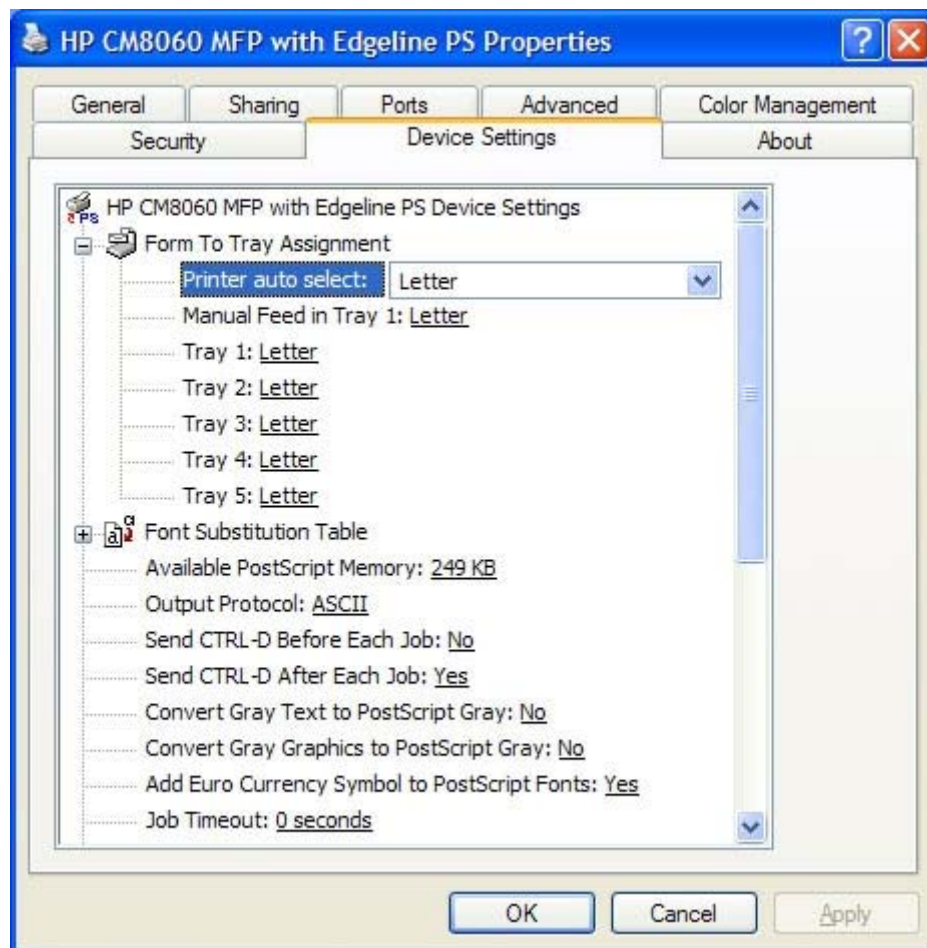 HP CM8060 MFP with Edgeline PS Properties
General Sharing Ports Advanced Color Management
Security Device Settings About
HP CM8060 MFP with Edgeline PS Device Settings
Form To Tray Assignment
Printer auto select: Letter
Manual Feed in Tray 1: Letter
Tray 1: Letter
Tray 2: Letter
Tray 3: Letter
Tray 4: Letter
Tray 5: Letter
Font Substitution Table
Available PostScript Memory: 249 KB
Output Protocol: ASCII
Send CTRL-D Before Each Job: No
Send CTRL-D After Each Job: Yes
Convert Gray Text to PostScript Gray: No
Convert Gray Graphics to PostScript Gray: No
Add Euro Currency Symbol to PostScript Fonts: Yes
Job Timeout: 0 seconds
OK Cancel Apply